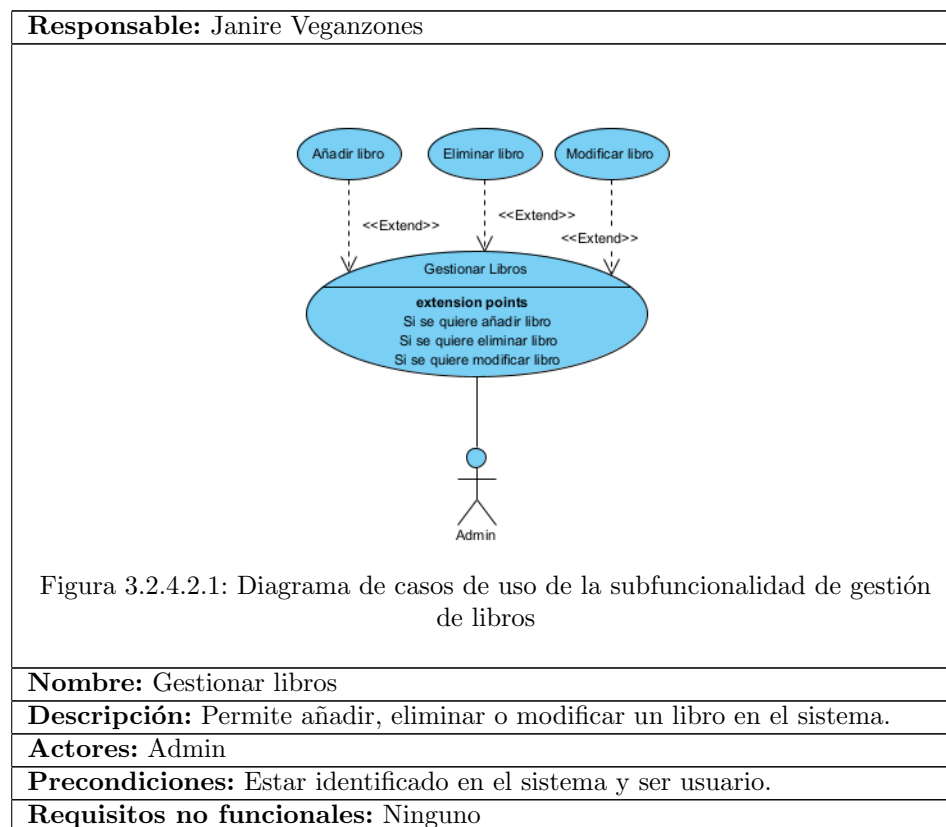 Responsable: Janire Veganzones
Añadir libro
Eliminar libro
Modificar libro
<<Extend>>
<<Extend>>
<<Extend>>
Gestionar Libros
extension points
Si se quiere añadir libro
Si se quiere eliminar libro
Si se quiere modificar libro
Admin
Figura 3.2.4.2.1: Diagrama de casos de uso de la subfuncionalidad de gestión
de libros
Nombre: Gestionar libros
Descripción: Permite añadir, eliminar o modificar un libro en el sistema.
Actores: Admin
Precondiciones: Estar identificado en el sistema y ser usuario.
Requisitos no funcionales: Ninguno